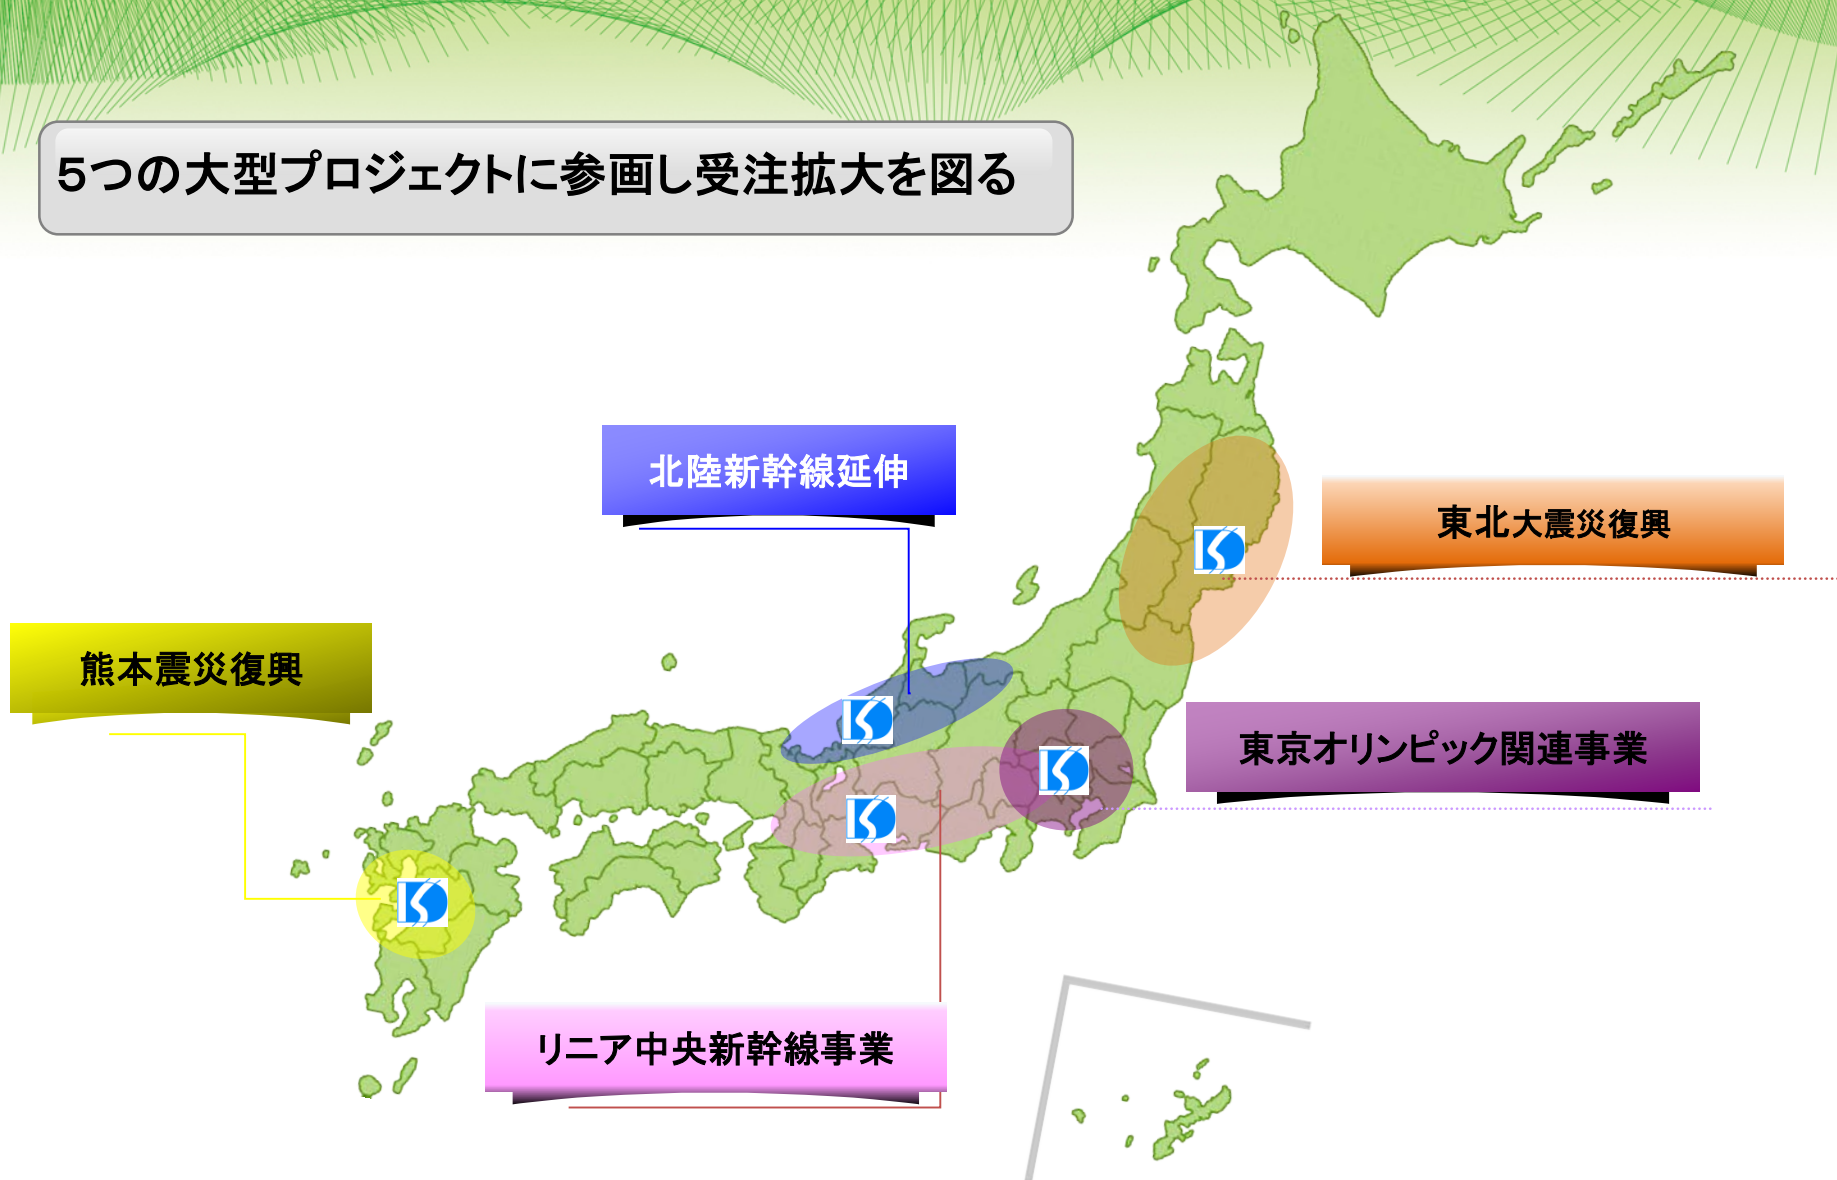 ５つの大型プロジェクトに参画し受注拡大を図る
北陸新幹線延伸
東北大震災復興
熊本震災復興
東京オリンピック関連事業
リニア中央新幹線事業